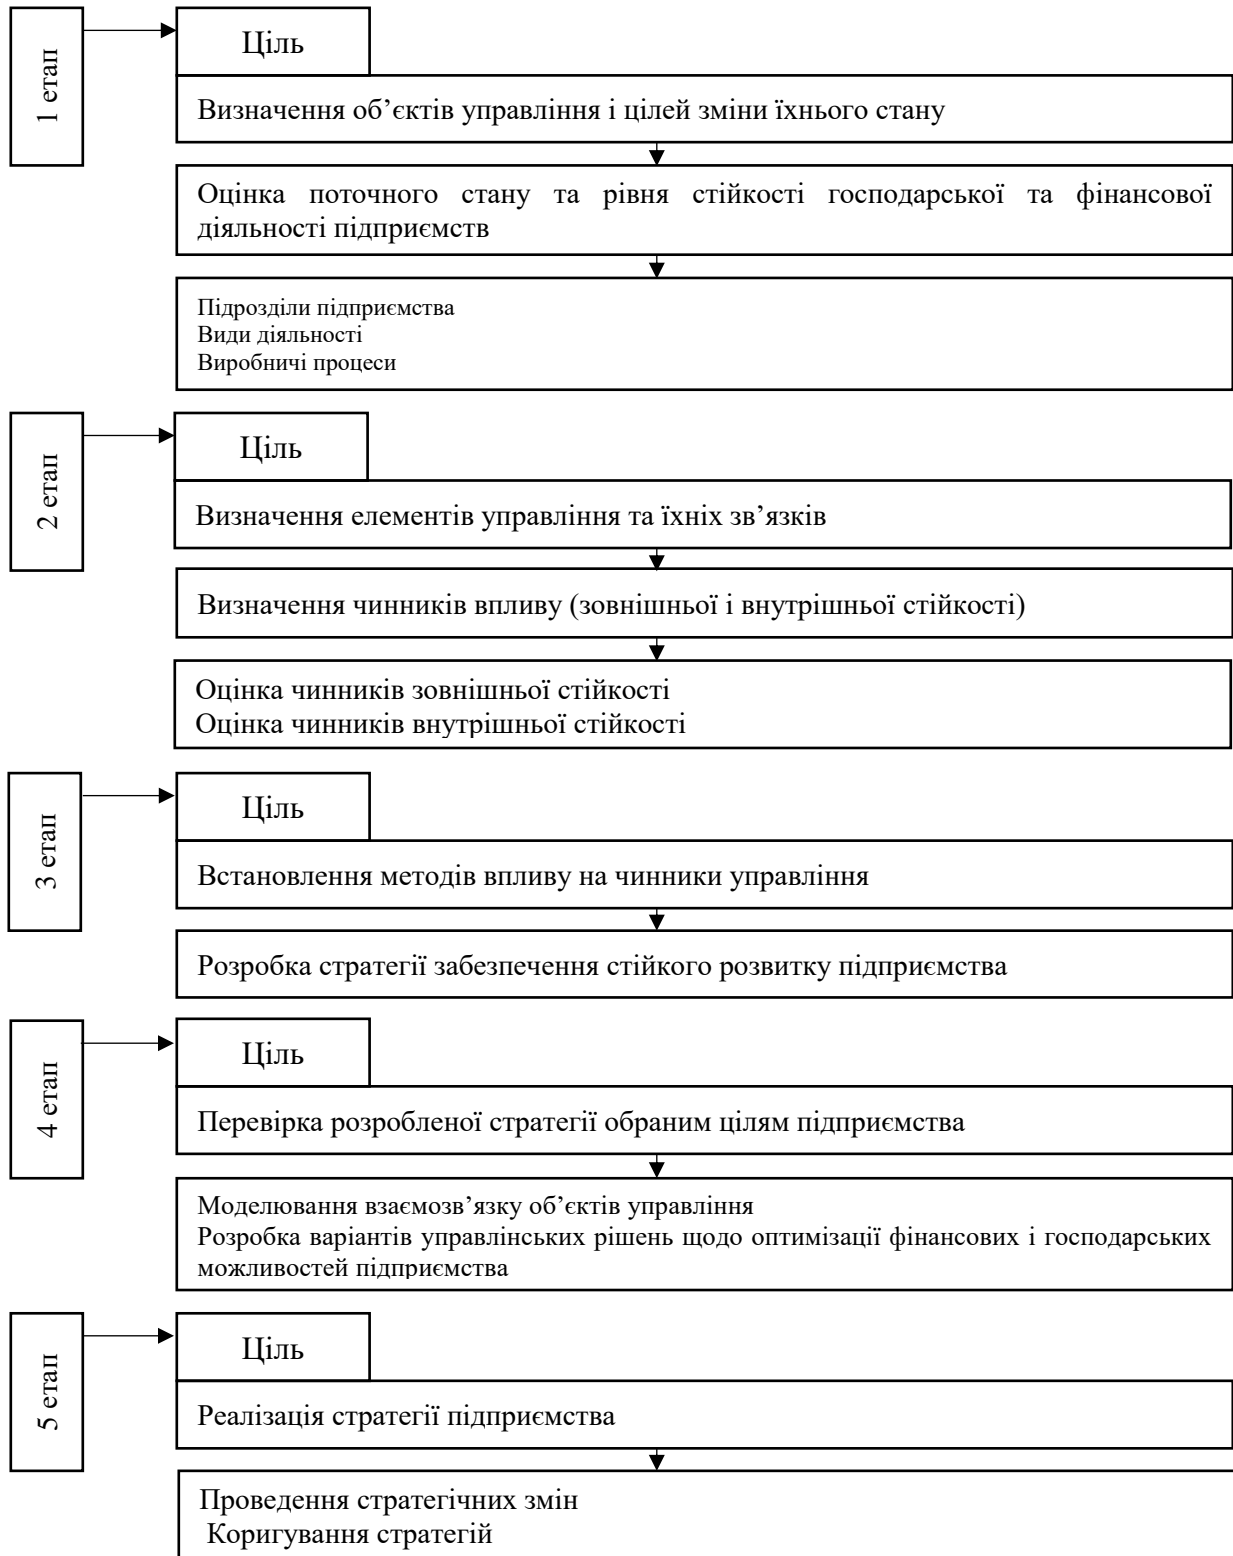 1 етап
Ціль
Визначення об’єктів управління і цілей зміни їхнього стану
Оцінка поточного стану та рівня стійкості господарської та фінансової
діяльності підприємств
Підрозділи підприємства
Види діяльності
Виробничі процеси
2 етап
Ціль
Визначення елементів управління та їхніх зв’язків
Визначення чинників впливу (зовнішньої і внутрішньої стійкості)
Оцінка чинників зовнішньої стійкості
Оцінка чинників внутрішньої стійкості
3 етап
Ціль
Встановлення методів впливу на чинники управління
Розробка стратегії забезпечення стійкого розвитку підприємства
4 етап
Ціль
Перевірка розробленої стратегії обраним цілям підприємства
Моделювання взаємозв’язку об’єктів управління
Розробка варіантів управлінських рішень щодо оптимізації фінансових і господарських
можливостей підприємства
5 етап
Ціль
Реалізація стратегії підприємства
Проведення стратегічних змін
Коригування стратегій